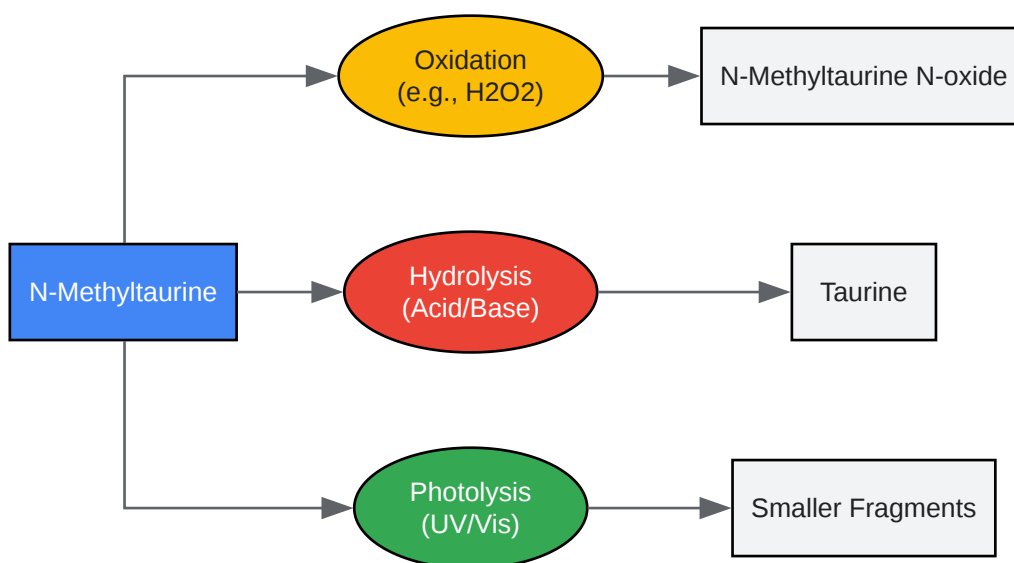 Oxidation
(e.g., H2O2)
N-Methyltaurine N-oxide
N-Methyltaurine
Hydrolysis
(Acid/Base)
Taurine
Photolysis
(UV/Vis)
Smaller Fragments